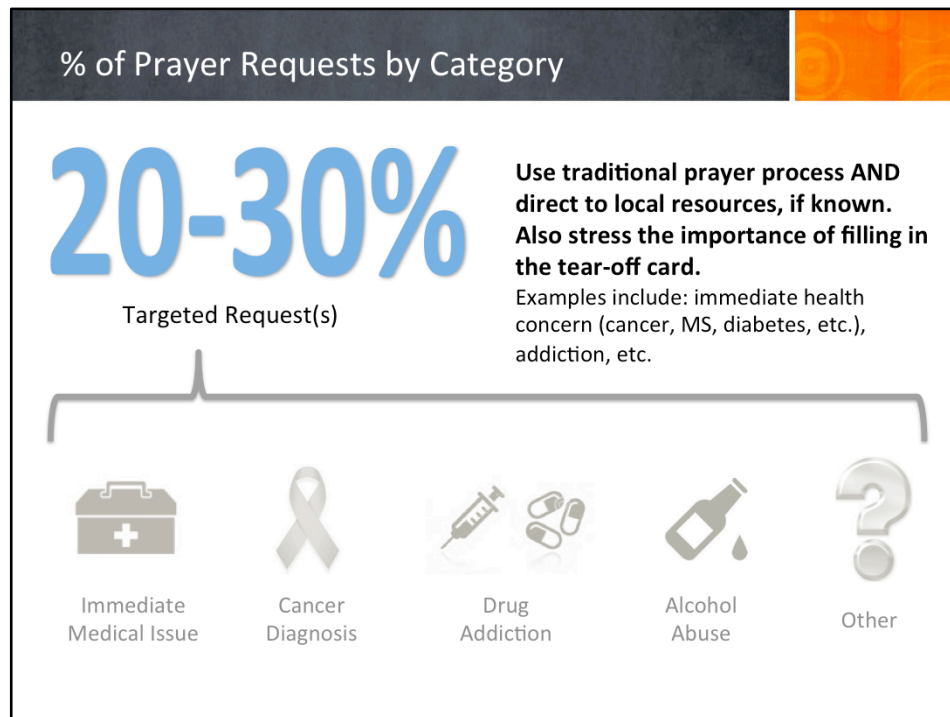 % of Prayer Requests by Category
20-30%
Targeted Request(s)
Use traditional prayer process AND
direct to local resources, if known.
Also stress the importance of filling in
the tear-off card.
Examples include: immediate health
concern (cancer, MS, diabetes, etc.),
addiction, etc.
Immediate
Medical Issue
Cancer
Diagnosis
Drug
Addiction
Alcohol
Abuse
Other